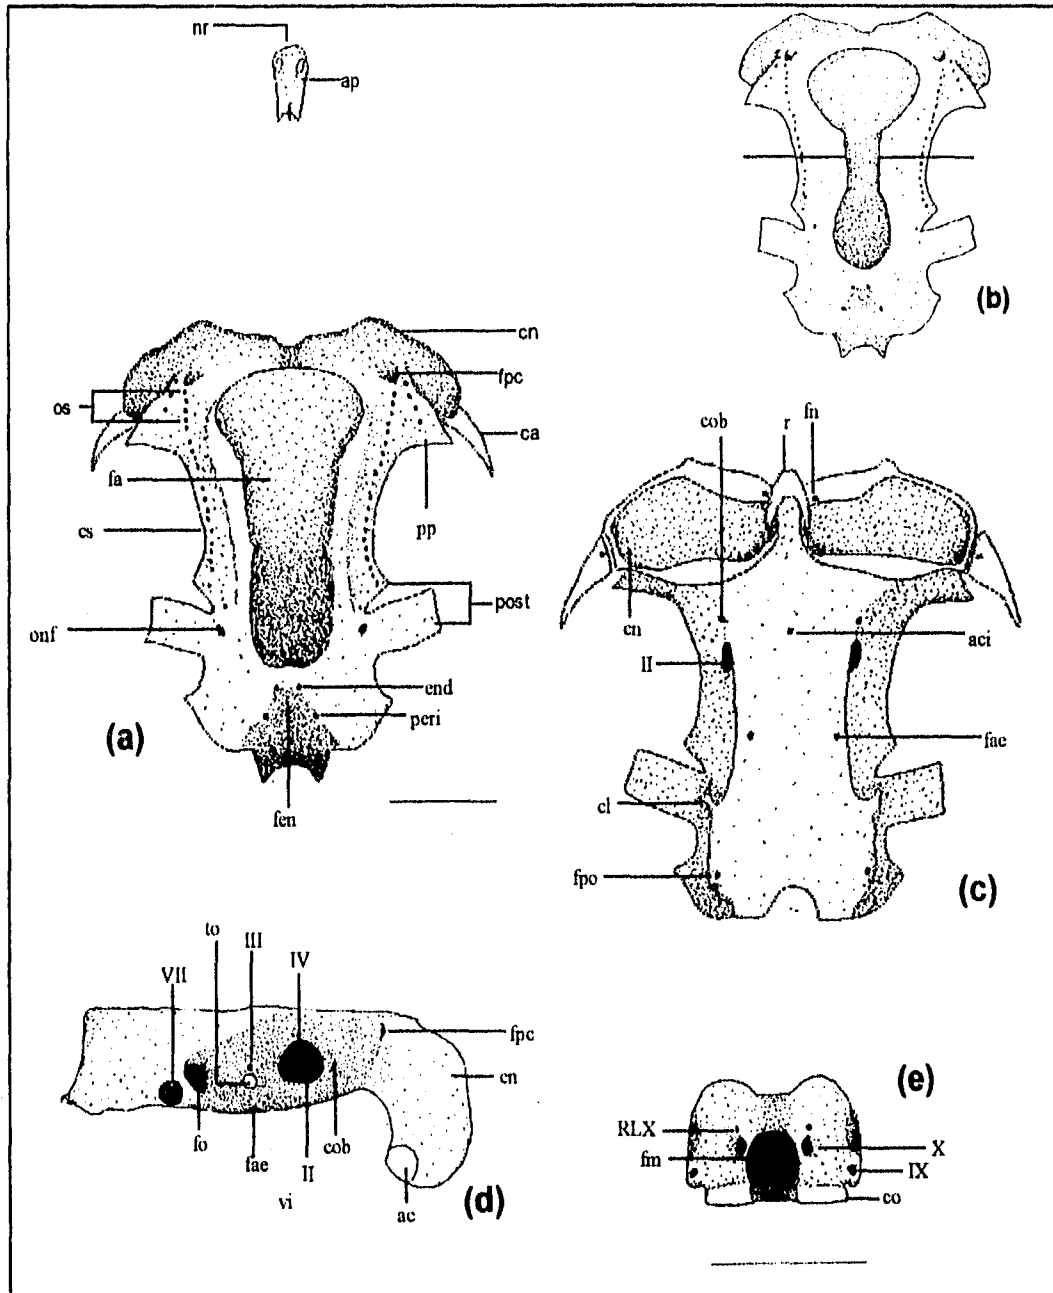 nr
ap
(b)
cn
fpc
os
ca
fa
pp
cs
post
onf
end
peri
(a)
fen
cob
r
fn
cn
aci
II
fae
cl
fpo
(c)
to
III
IV
VII
fpc
cn
fo
fae
II
cob
vi
ac
(d)
(e)
RLX
X
fm
IX
co